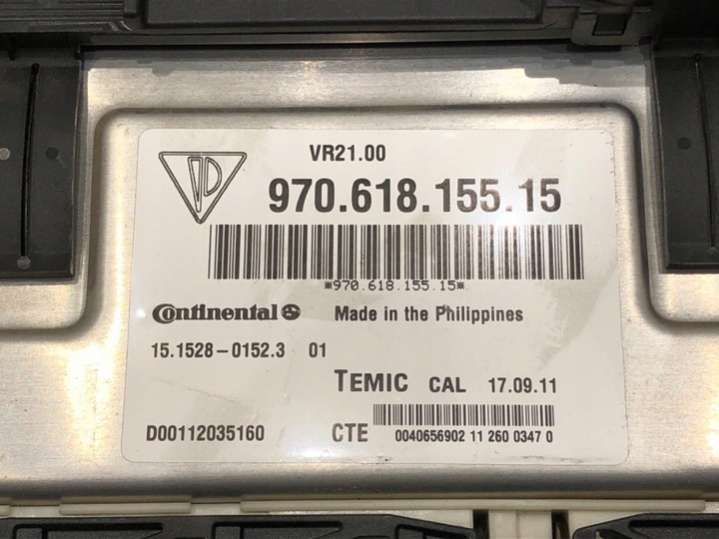 VR21.00
970.618.155.15
*970.618.155.15*
Continental Made in the Philippines
15.1528-0152.3 01
TEMIC CAL 17.09.11
D00112035160 CTE 0040656902 11 260 0347 0